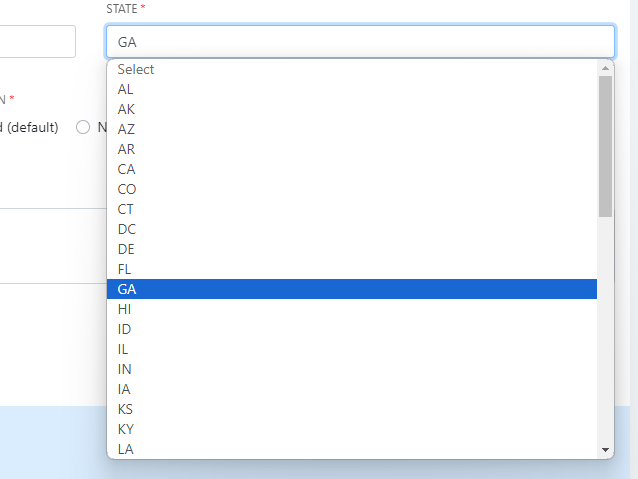 STATE *
GA
Select
AL
AK
N *
AZ
d (default) N
AR
CA
CO
CT
DC
DE
FL
GA
HI
ID
IL
IN
IA
KS
KY
LA